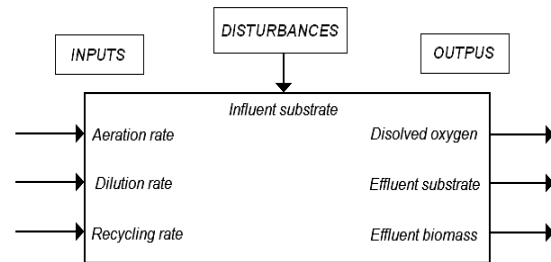 DISTURBANCES
INPUTS
OUTPUS
Influent substrate
Aeration rate
Disolved oxygen
Dilution rate
Effluent substrate
Recycling rate
Effluent biomass